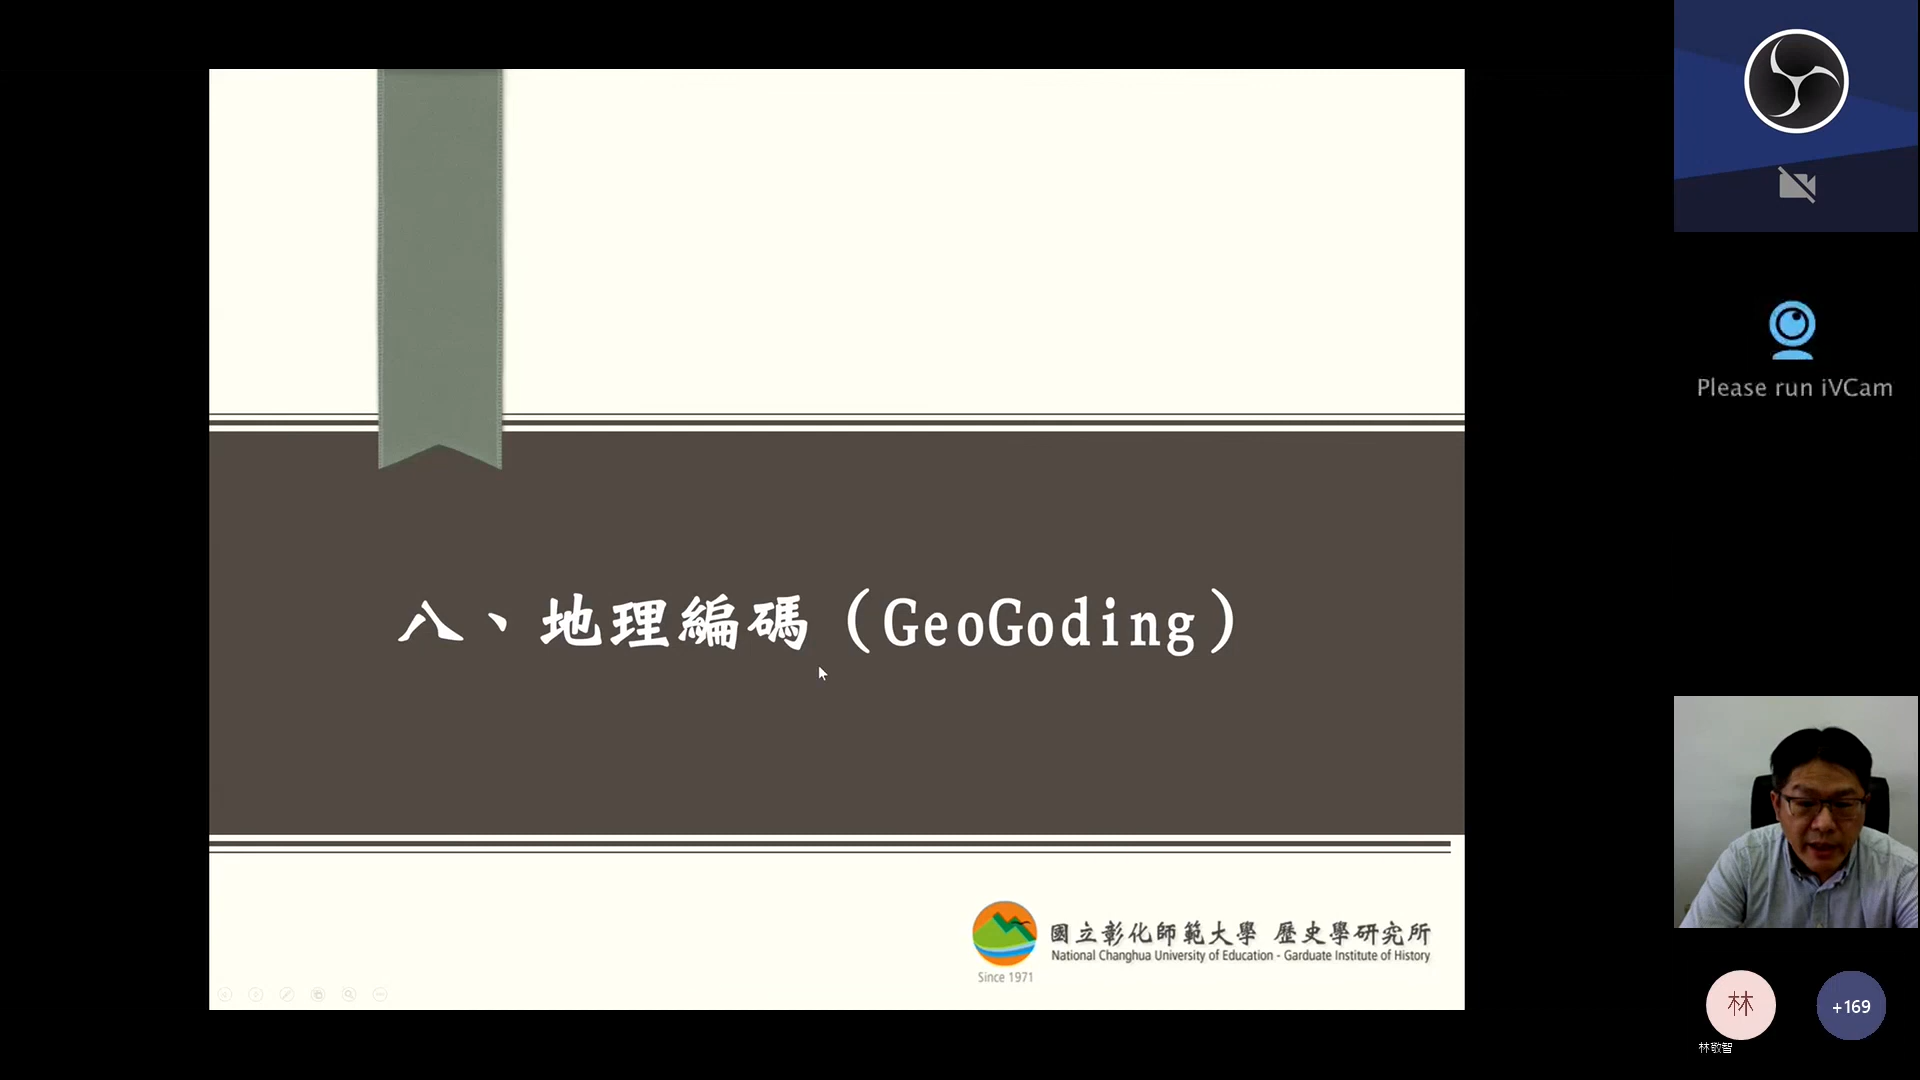 八、地理編碼（GeoGoding）
國立彰化師範大學 歷史學研究所
National Changhua University of Education - Garduate Institute of History
Since 1971
Please run iVCam
林
+169
林敬智